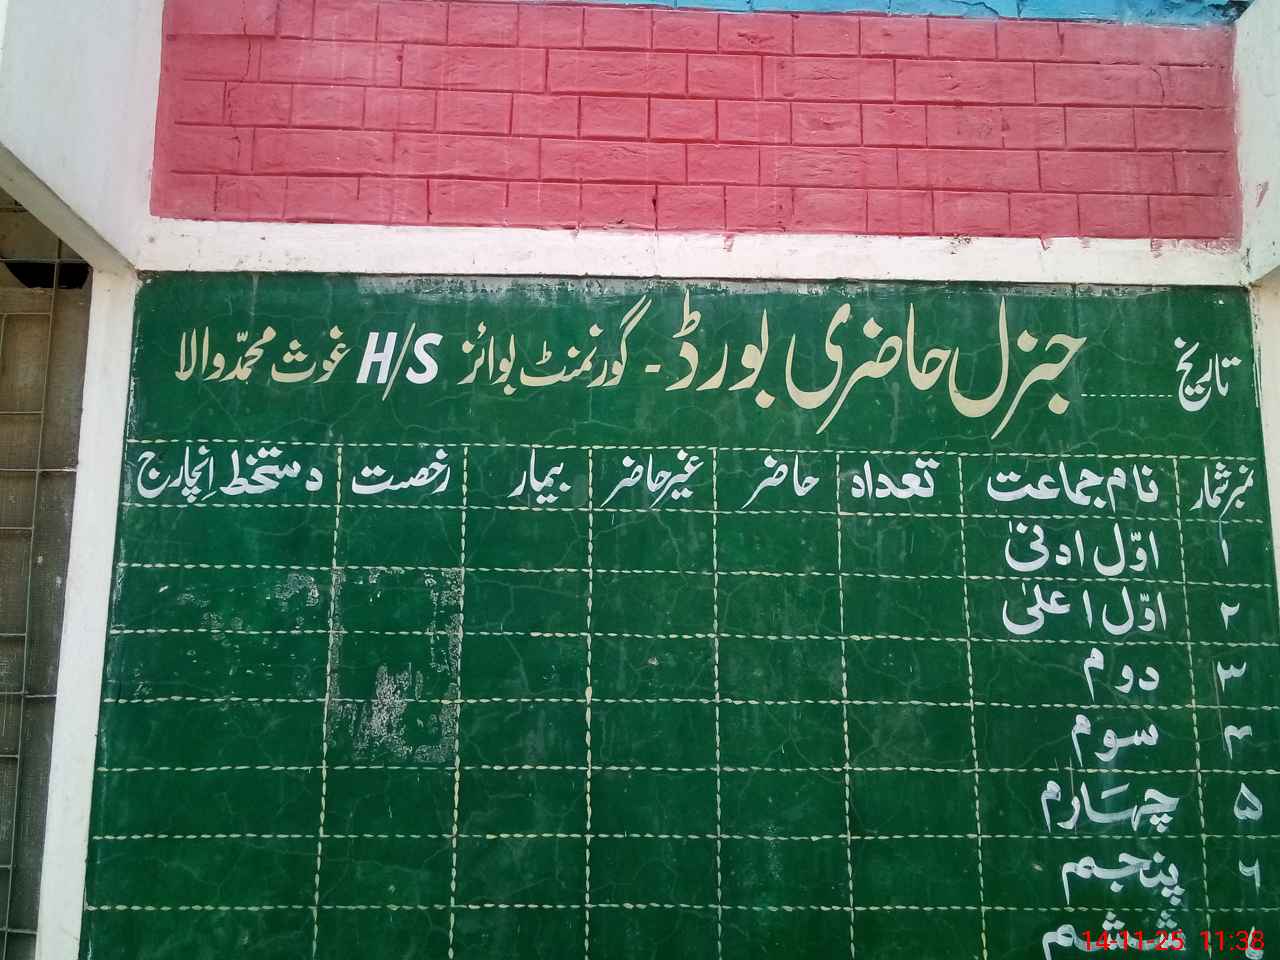 تاریخ ............ جنرل حاضری بورڈ - گورنمنٹ بوائز H/S غوث محمّد والا
نمبر شمار نام جماعت تعداد حاضر غیر حاضر بیمار رخصت دستخط اِنچارج
۱ اوّل ادنیٰ
۲ اوّل اعلیٰ
۳ دوم
۴ سوم
۵ چہارم
۶ پنجم
ششم
14-11-25 11:38